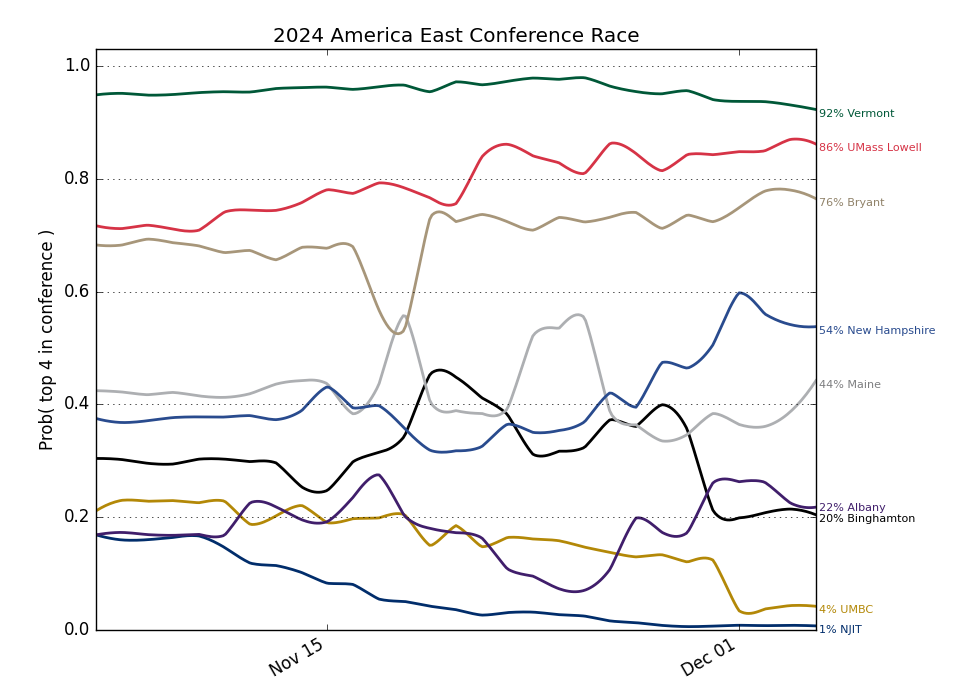 2024 America East Conference Race
Prob( top 4 in conference )
1.0
0.8
0.6
0.4
0.2
0.0
Nov 15
Dec 01
92% Vermont
86% UMass Lowell
76% Bryant
54% New Hampshire
44% Maine
22% Albany
20% Binghamton
4% UMBC
1% NJIT